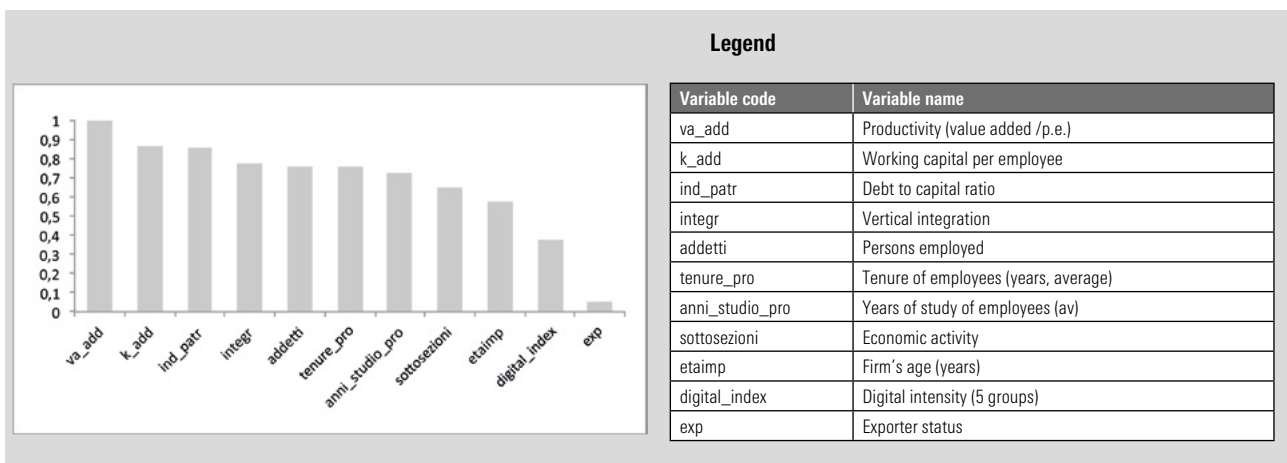 Legend
1
0,9
0,8
0,7
0,6
0,5
0,4
0,3
0,2
0,1
0
va_add
k_add
ind_patr
integr
addetti
tenure_pro
anni_studio_pro
sottosezioni
etaimp
digital_index
exp
Variable code Variable name
va_add Productivity (value added /p.e.)
k_add Working capital per employee
ind_patr Debt to capital ratio
integr Vertical integration
addetti Persons employed
tenure_pro Tenure of employees (years, average)
anni_studio_pro Years of study of employees (av)
sottosezioni Economic activity
etaimp Firm's age (years)
digital_index Digital intensity (5 groups)
exp Exporter status